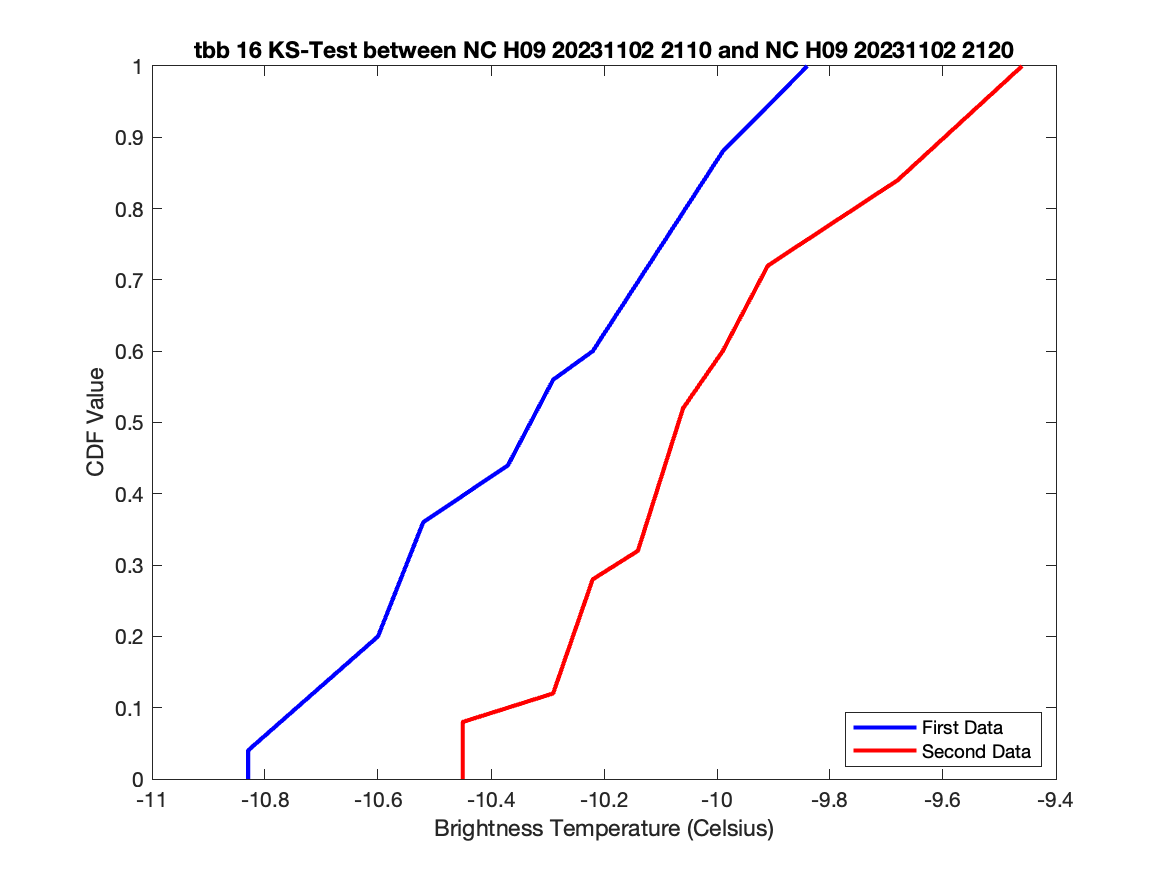 tbb 16 KS-Test between NC H09 20231102 2110 and NC H09 20231102 2120
1
0.9
0.8
0.7
0.6
0.5
0.4
0.3
0.2
0.1
0
CDF Value
First Data
Second Data
-11 -10.8 -10.6 -10.4 -10.2 -10 -9.8 -9.6 -9.4
Brightness Temperature (Celsius)